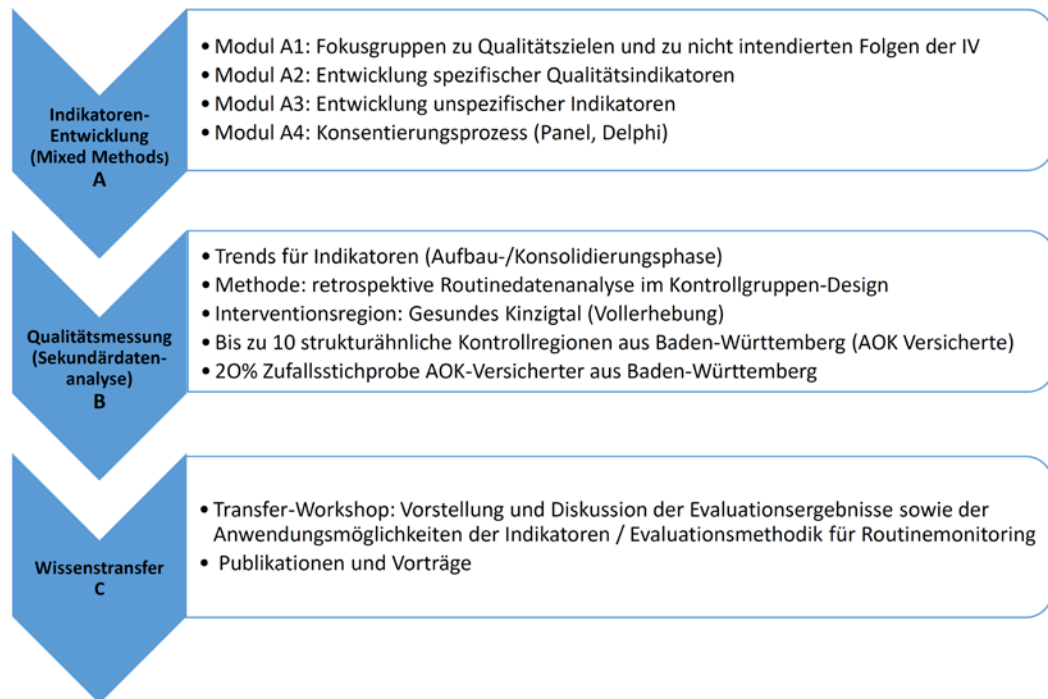 Indikatoren-
Entwicklung
(Mixed Methods)
A
• Modul A1: Fokusgruppen zu Qualitätszielen und zu nicht intendierten Folgen der IV
• Modul A2: Entwicklung spezifischer Qualitätsindikatoren
• Modul A3: Entwicklung unspezifischer Indikatoren
• Modul A4: Konsentierungsprozess (Panel, Delphi)
Qualitätsmessung
(Sekundärdaten-
analyse)
B
• Trends für Indikatoren (Aufbau-/Konsolidierungsphase)
• Methode: retrospektive Routinedatenanalyse im Kontrollgruppen-Design
• Interventionsregion: Gesundes Kinzigtal (Vollerhebung)
• Bis zu 10 strukturähnliche Kontrollregionen aus Baden-Württemberg (AOK Versicherte)
• 2O% Zufallsstichprobe AOK-Versicherter aus Baden-Württemberg
Wissenstransfer
C
• Transfer-Workshop: Vorstellung und Diskussion der Evaluationsergebnisse sowie der
Anwendungsmöglichkeiten der Indikatoren / Evaluationsmethodik für Routinemonitoring
• Publikationen und Vorträge